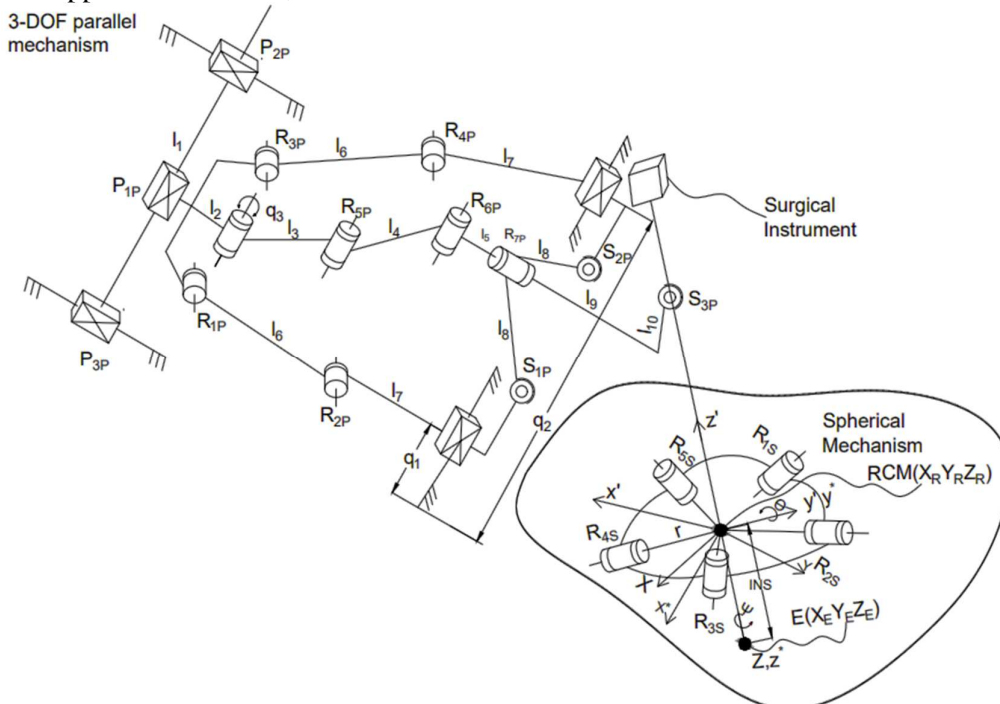 3-DOF parallel
mechanism
P2P
l1
R3P
l6
R4P
l7
P1P
l2
q3
R5P
R6P
l3
l4
l5
R7P
l8
S2P
l9
Surgical
Instrument
S3P
l10
R1P
P3P
l6
l8
S1P
R2P
l7
q2
q1
z'
Spherical
Mechanism
R5S
R1S
RCM(XRYRZR)
x'
y' y*
R4S
r
R2S
X
Y
x*
INS
R3S
E(XEYEZE)
Z,z*